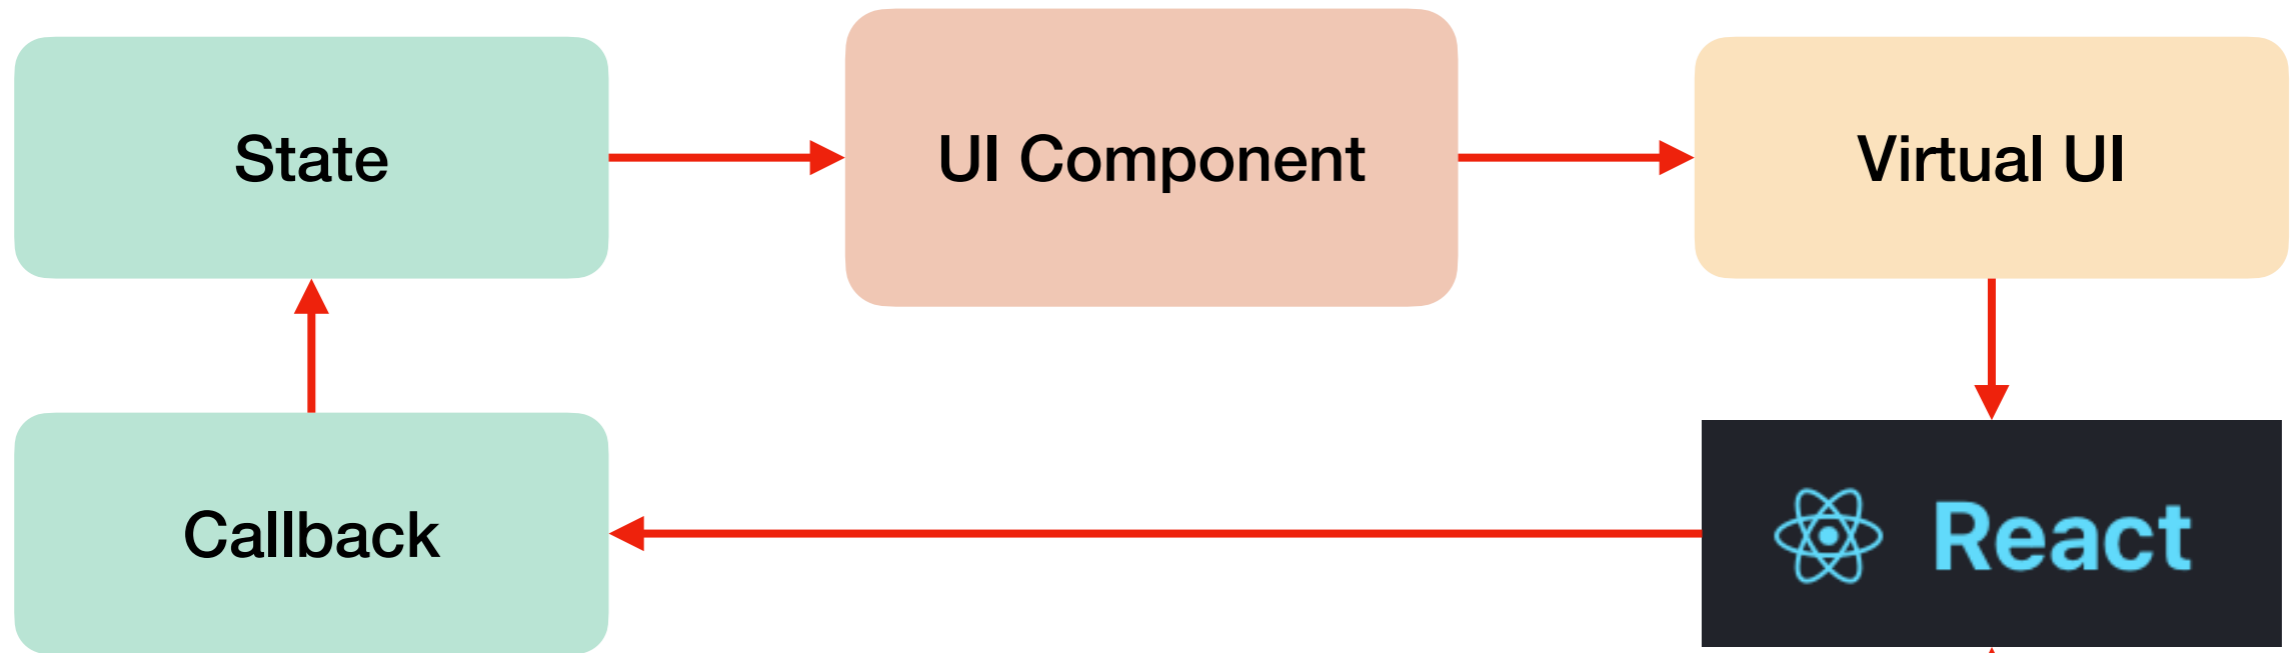 State
UI Component
Virtual UI
Callback
React